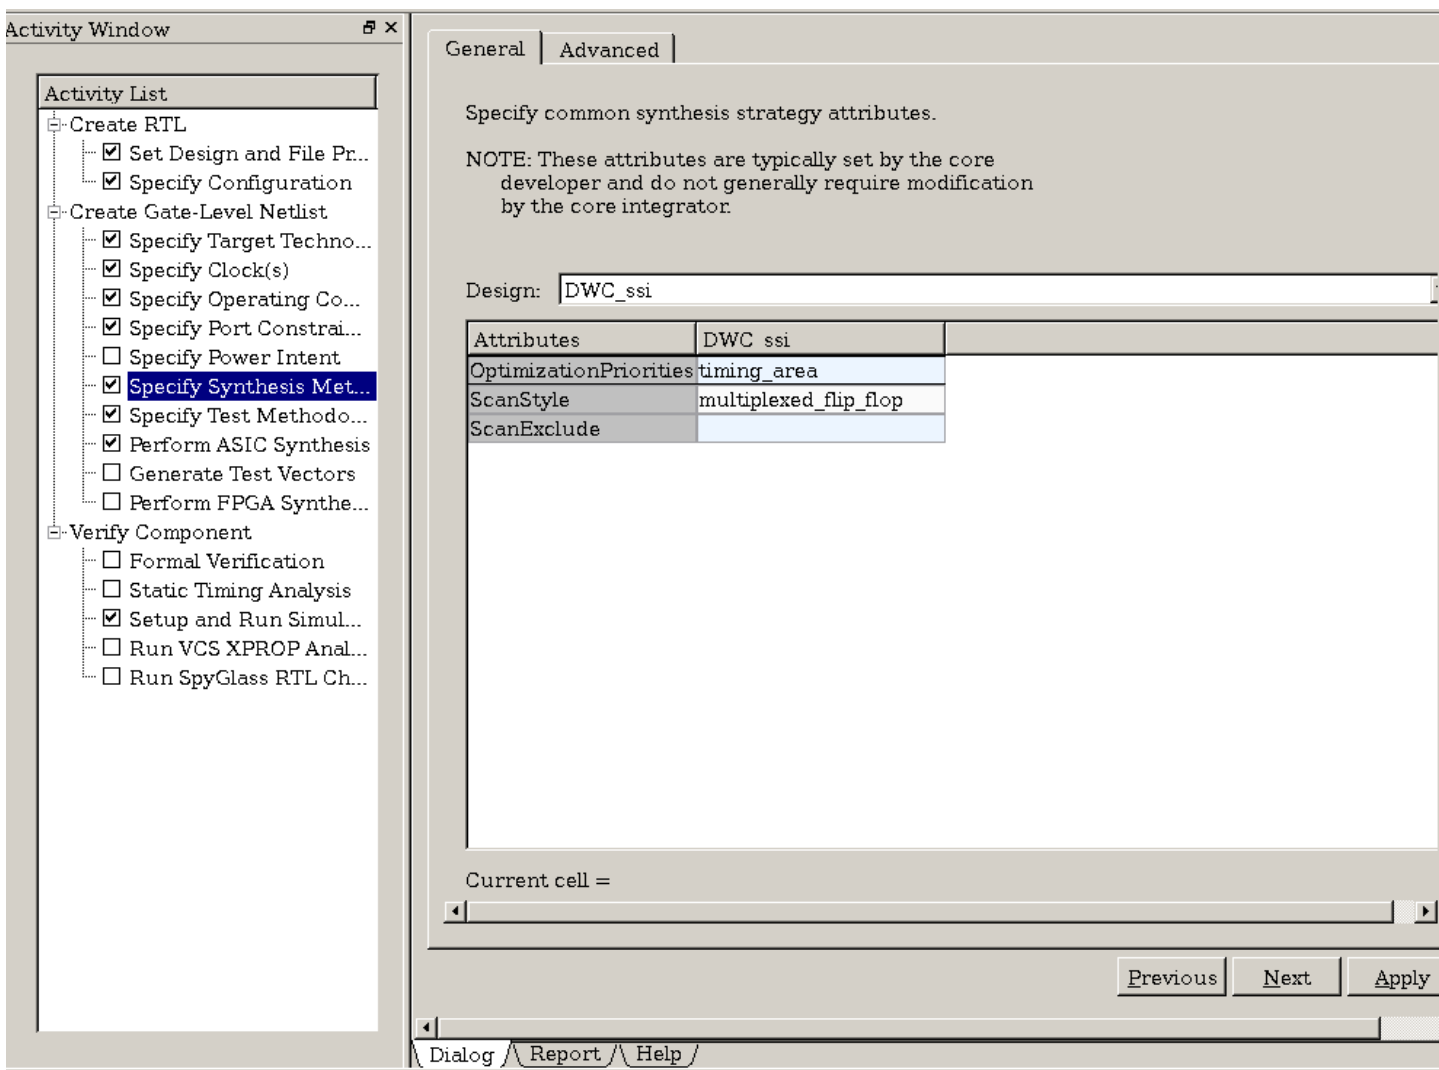 Activity Window
Activity List
Create RTL
Set Design and File Pr...
Specify Configuration
Create Gate-Level Netlist
Specify Target Techno...
Specify Clock(s)
Specify Operating Co...
Specify Port Constrai...
Specify Power Intent
Specify Synthesis Met...
Specify Test Methodo...
Perform ASIC Synthesis
Generate Test Vectors
Perform FPGA Synthe...
Verify Component
Formal Verification
Static Timing Analysis
Setup and Run Simul...
Run VCS XPROP Anal...
Run SpyGlass RTL Ch...
General Advanced
Specify common synthesis strategy attributes.
NOTE: These attributes are typically set by the core
developer and do not generally require modification
by the core integrator.
Design: DWC_ssi
Attributes DWC ssi
OptimizationPriorities timing_area
ScanStyle multiplexed_flip_flop
ScanExclude
Current cell =
Previous Next Apply
Dialog Report Help